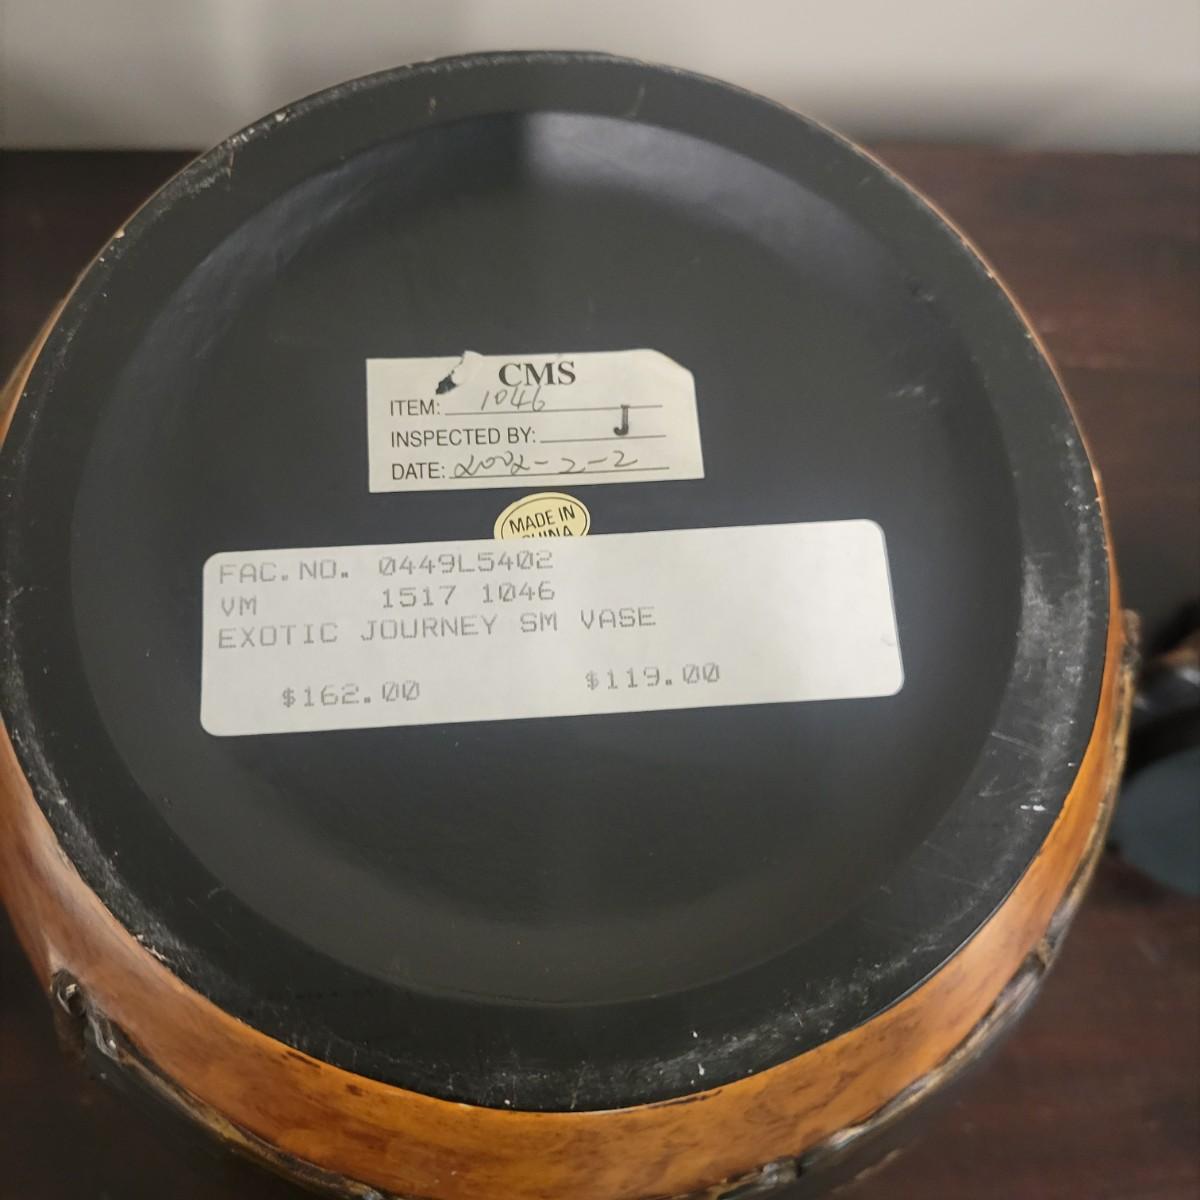 CMS
ITEM: 1046
INSPECTED BY: J
DATE: 2002-2-2
MADE IN
CHINA
FAC. NO. 0449L5402
VM 1517 1046
EXOTIC JOURNEY SM VASE
$162.00 $119.00